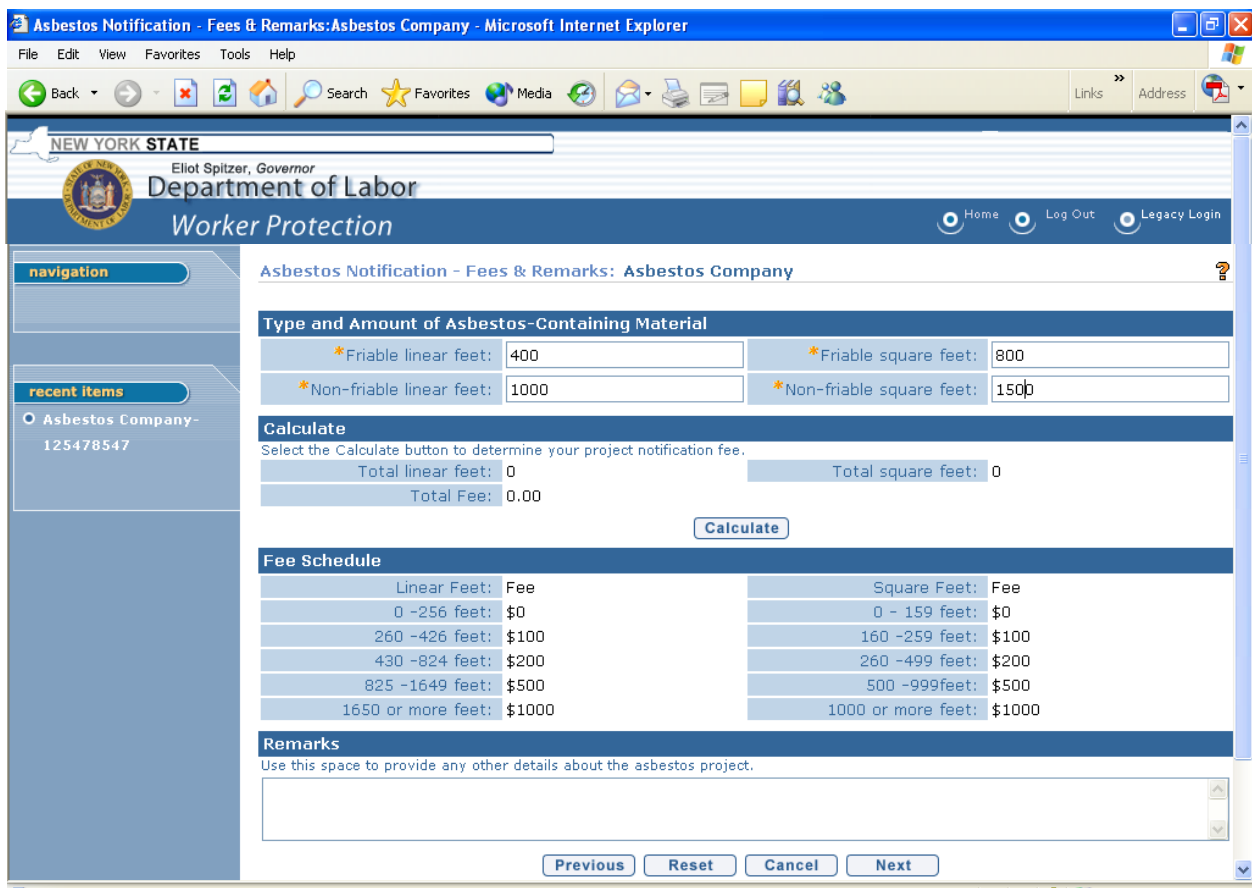 Asbestos Notification - Fees & Remarks:Asbestos Company - Microsoft Internet Explorer
File Edit View Favorites Tools Help
Back Search Favorites Media Links » Address
NEW YORK STATE
Eliot Spitzer, Governor
Department of Labor
Worker Protection
Home Log Out Legacy Login
navigation
recent items
Asbestos Company-
125478547
Asbestos Notification - Fees & Remarks: Asbestos Company ?
Type and Amount of Asbestos-Containing Material
*Friable linear feet: 400 *Friable square feet: 800
*Non-friable linear feet: 1000 *Non-friable square feet: 1500
Calculate
Select the Calculate button to determine your project notification fee.
Total linear feet: 0 Total square feet: 0
Total Fee: 0.00
Calculate
Fee Schedule
Linear Feet: Fee Square Feet: Fee
0 -256 feet: $0 0 - 159 feet: $0
260 -426 feet: $100 160 -259 feet: $100
430 -824 feet: $200 260 -499 feet: $200
825 -1649 feet: $500 500 -999feet: $500
1650 or more feet: $1000 1000 or more feet: $1000
Remarks
Use this space to provide any other details about the asbestos project.
Previous Reset Cancel Next